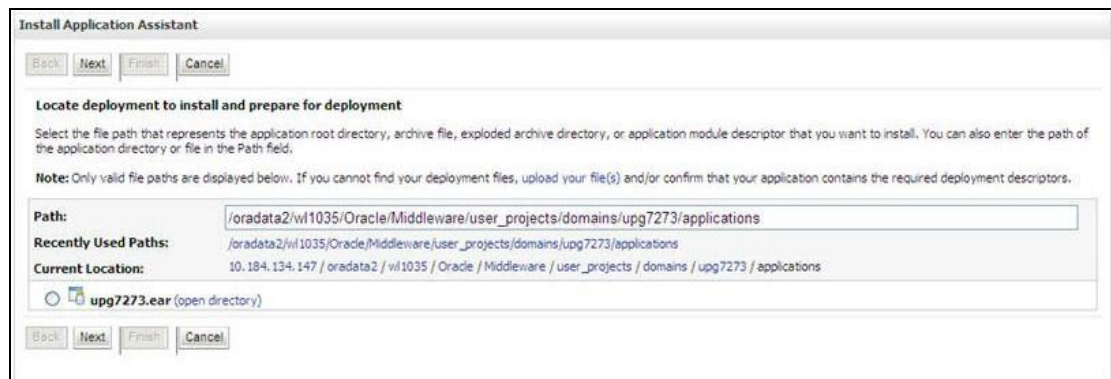 Install Application Assistant
Back Next Finish Cancel
Locate deployment to install and prepare for deployment
Select the file path that represents the application root directory, archive file, exploded archive directory, or application module descriptor that you want to install. You can also enter the path of
the application directory or file in the Path field.
Note: Only valid file paths are displayed below. If you cannot find your deployment files, upload your file(s) and/or confirm that your application contains the required deployment descriptors.
Path: /oradata2/wl1035/Oracle/Middleware/user_projects/domains/upg7273/applications
Recently Used Paths: /oradata2/wl1035/Oracle/Middleware/user_projects/domains/upg7273/applications
Current Location: 10.184.134.147 / oradata2 / wl1035 / Oracle / Middleware / user_projects / domains / upg7273 / applications
upg7273.ear (open directory)
Back Next Finish Cancel